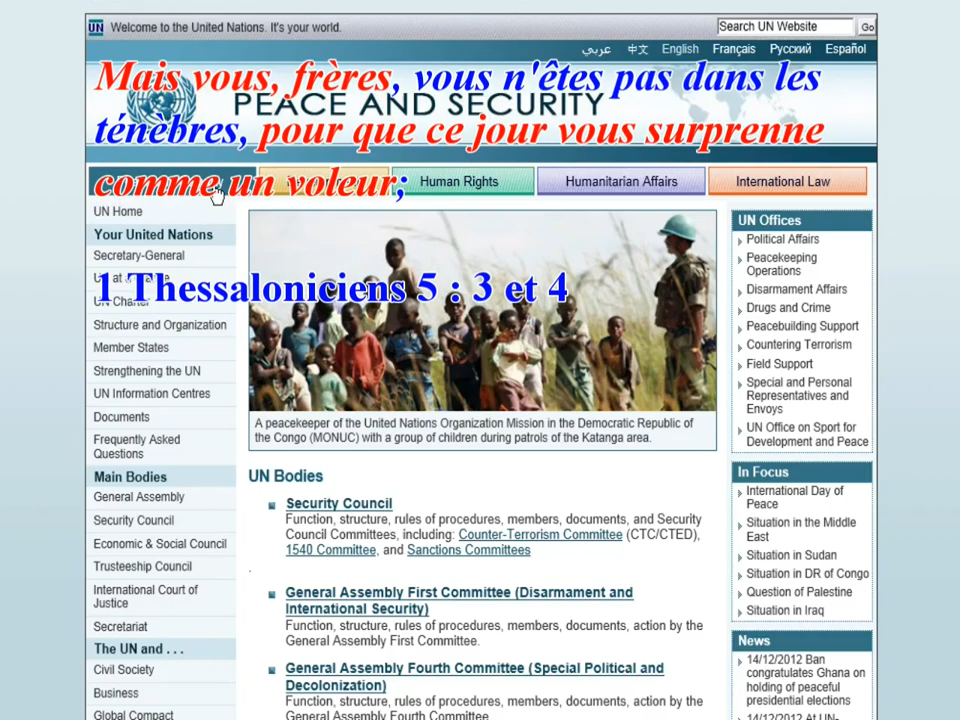 UN Welcome to the United Nations. It's your world.
Search UN Website Go
عربي 中文 English Français Русский Español
Mais vous, frères, vous n'êtes pas dans les
PEACE AND SECURITY
ténèbres, pour que ce jour vous surprenne
comme un voleur;
Human Rights Humanitarian Affairs International Law
UN Home
Your United Nations
Secretary-General
1 Thessaloniciens 5 : 3 et 4
UN Charter
Structure and Organization
Member States
Strengthening the UN
UN Information Centres
Documents
Frequently Asked
Questions
Main Bodies
General Assembly
Security Council
Economic & Social Council
Trusteeship Council
International Court of
Justice
Secretariat
The UN and . . .
Civil Society
Business
Global Compact
A peacekeeper of the United Nations Organization Mission in the Democratic Republic of
the Congo (MONUC) with a group of children during patrols of the Katanga area.
UN Bodies
Security Council
Function, structure, rules of procedures, members, documents, and Security
Council Committees, including: Counter-Terrorism Committee (CTC/CTED),
1540 Committee, and Sanctions Committees
.
General Assembly First Committee (Disarmament and
International Security)
Function, structure, rules of procedures, members, documents, action by the
General Assembly First Committee.
General Assembly Fourth Committee (Special Political and
Decolonization)
Function, structure, rules of procedures, members, documents, action by the
General Assembly Fourth Committee.
UN Offices
Political Affairs
Peacekeeping
Operations
Disarmament Affairs
Drugs and Crime
Peacebuilding Support
Countering Terrorism
Field Support
Special and Personal
Representatives and
Envoys
UN Office on Sport for
Development and Peace
In Focus
International Day of
Peace
Situation in the Middle
East
Situation in Sudan
Situation in DR of Congo
Question of Palestine
Situation in Iraq
News
14/12/2012 Ban
congratulates Ghana on
holding of peaceful
presidential elections
14/12/2012 At UN-